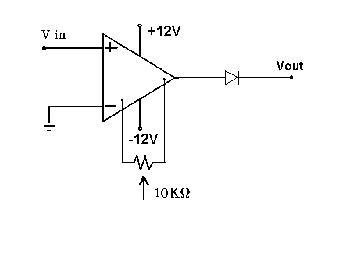 V in
+12V
+
Vout
-
-12V
10KΩ